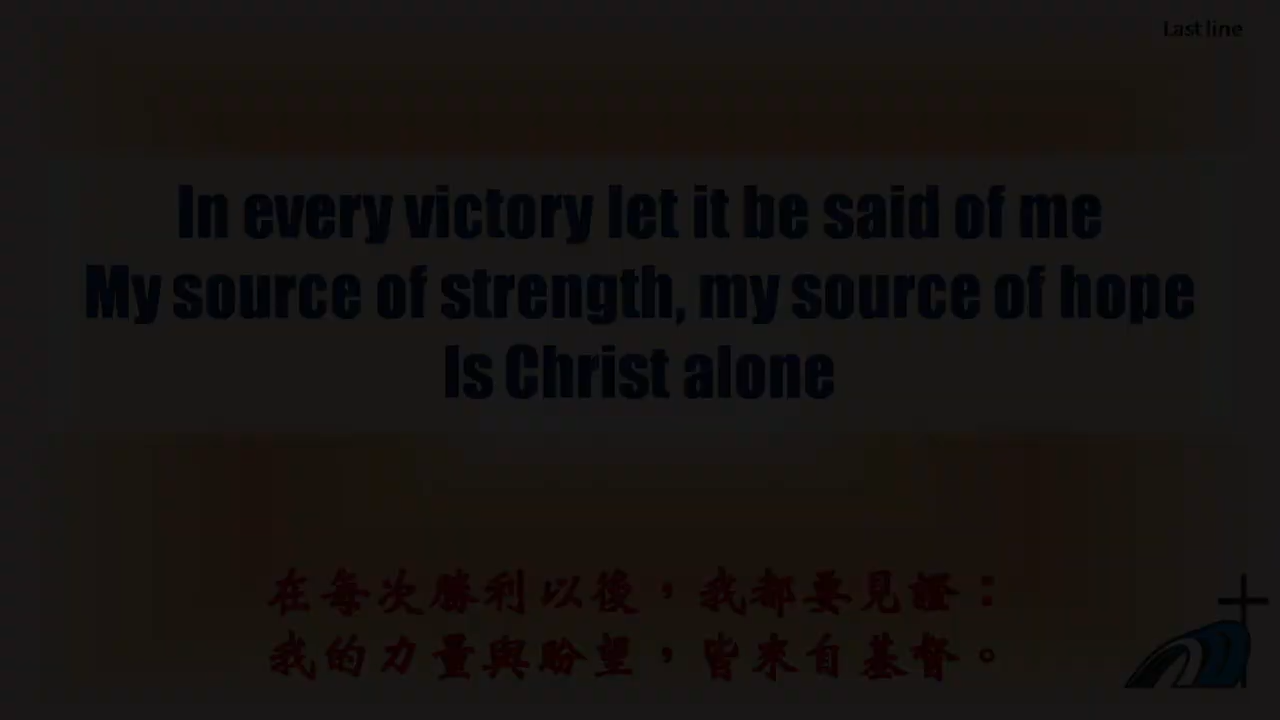 Last line
In every victory let it be said of me
My source of strength, my source of hope
Is Christ alone
在每次勝利以後，我都要見證：
我的力量與盼望，皆來自基督。